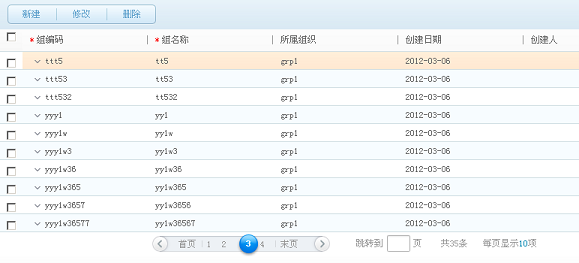 新建 修改 删除
*组编码 *组名称 所属组织 创建日期 创建人
ttt5 tt5 grp1 2012-03-06
ttt53 tt53 grp1 2012-03-06
ttt532 tt532 grp1 2012-03-06
yyy1 yy1 grp1 2012-03-06
yyy1w yy1w grp1 2012-03-06
yyy1w3 yy1w3 grp1 2012-03-06
yyy1w36 yy1w36 grp1 2012-03-06
yyy1w365 yy1w365 grp1 2012-03-06
yyy1w3657 yy1w3656 grp1 2012-03-06
yyy1w36577 yy1w36567 grp1 2012-03-06
首页 1 2 3 4 末页 跳转到 页 共35条 每页显示10项